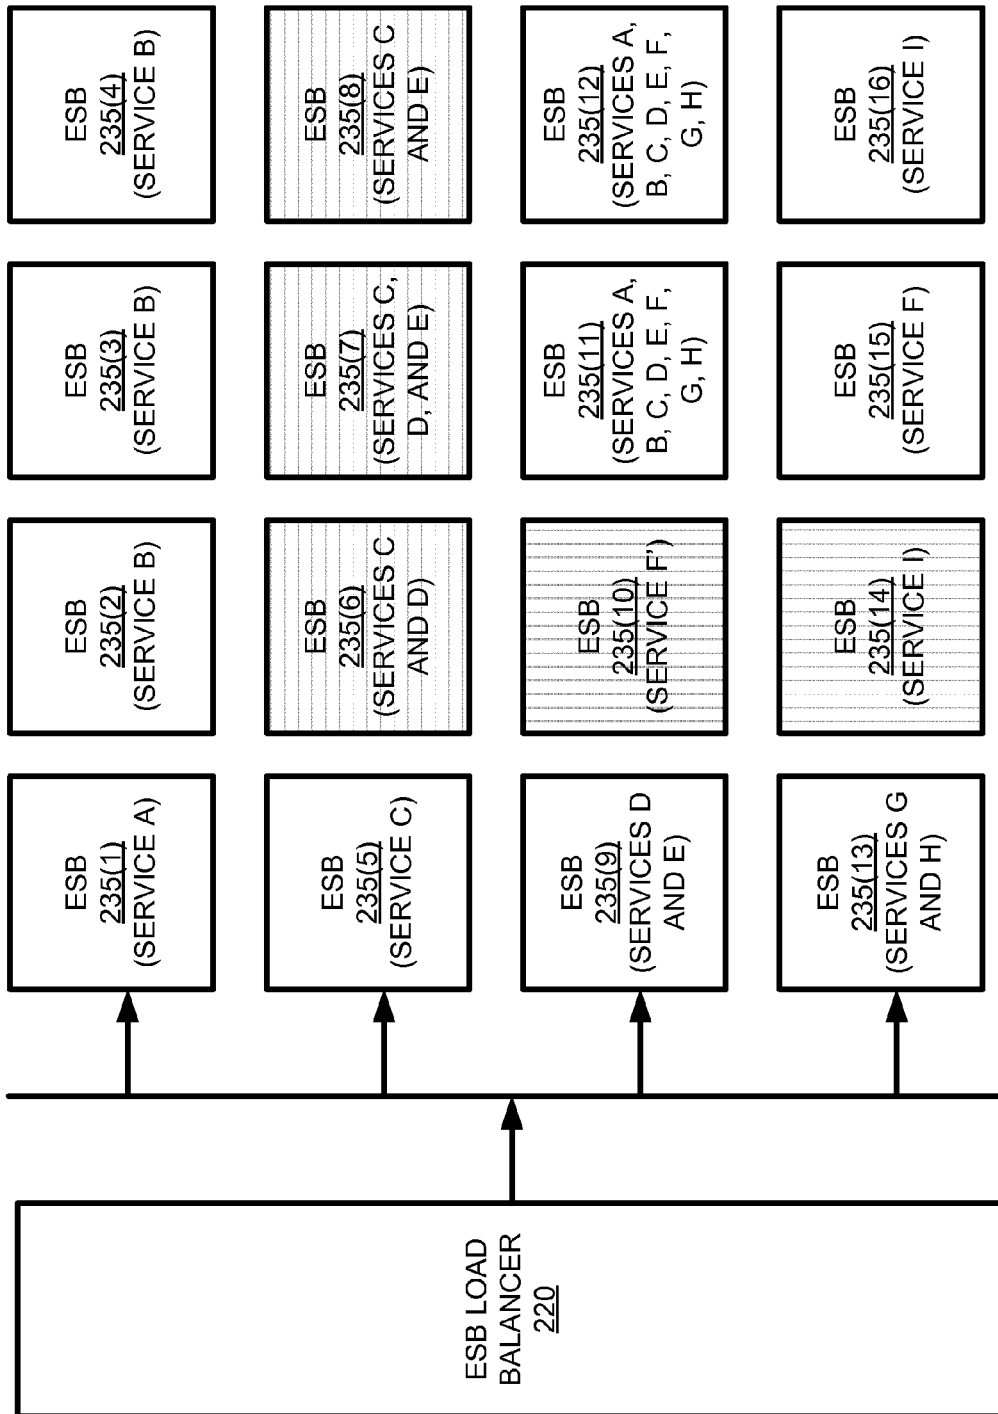 ESB LOAD
BALANCER
220
ESB
235(1)
(SERVICE A)
ESB
235(2)
(SERVICE B)
ESB
235(3)
(SERVICE B)
ESB
235(4)
(SERVICE B)
ESB
235(5)
(SERVICE C)
ESB
235(6)
(SERVICES C
AND D)
ESB
235(7)
(SERVICES C,
D, AND E)
ESB
235(8)
(SERVICES C
AND E)
ESB
235(9)
(SERVICES D
AND E)
ESB
235(10)
(SERVICE F')
ESB
235(11)
(SERVICES A,
B, C, D, E, F,
G, H)
ESB
235(12)
(SERVICES A,
B, C, D, E, F,
G, H)
ESB
235(13)
(SERVICES G
AND H)
ESB
235(14)
(SERVICE I)
ESB
235(15)
(SERVICE F)
ESB
235(16)
(SERVICE I)